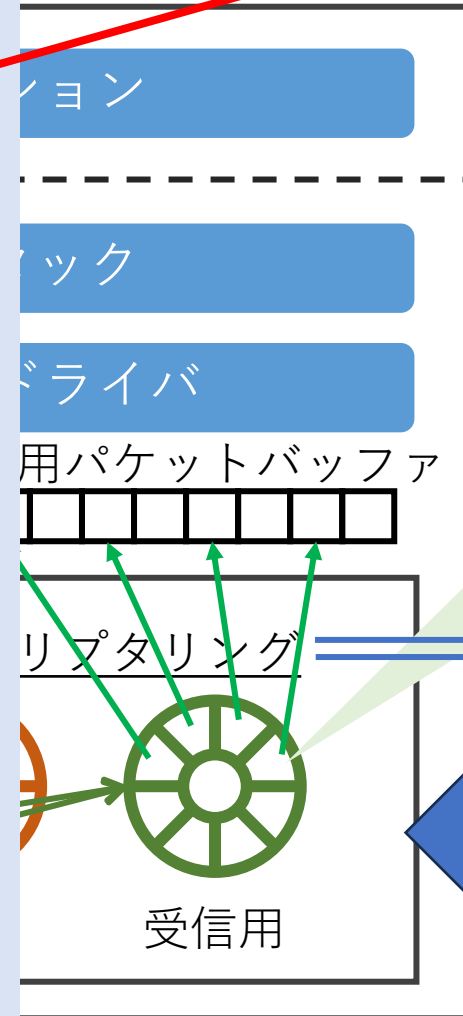 ション
ック
ドライバ
用パケットバッファ
リプタリング
受信用